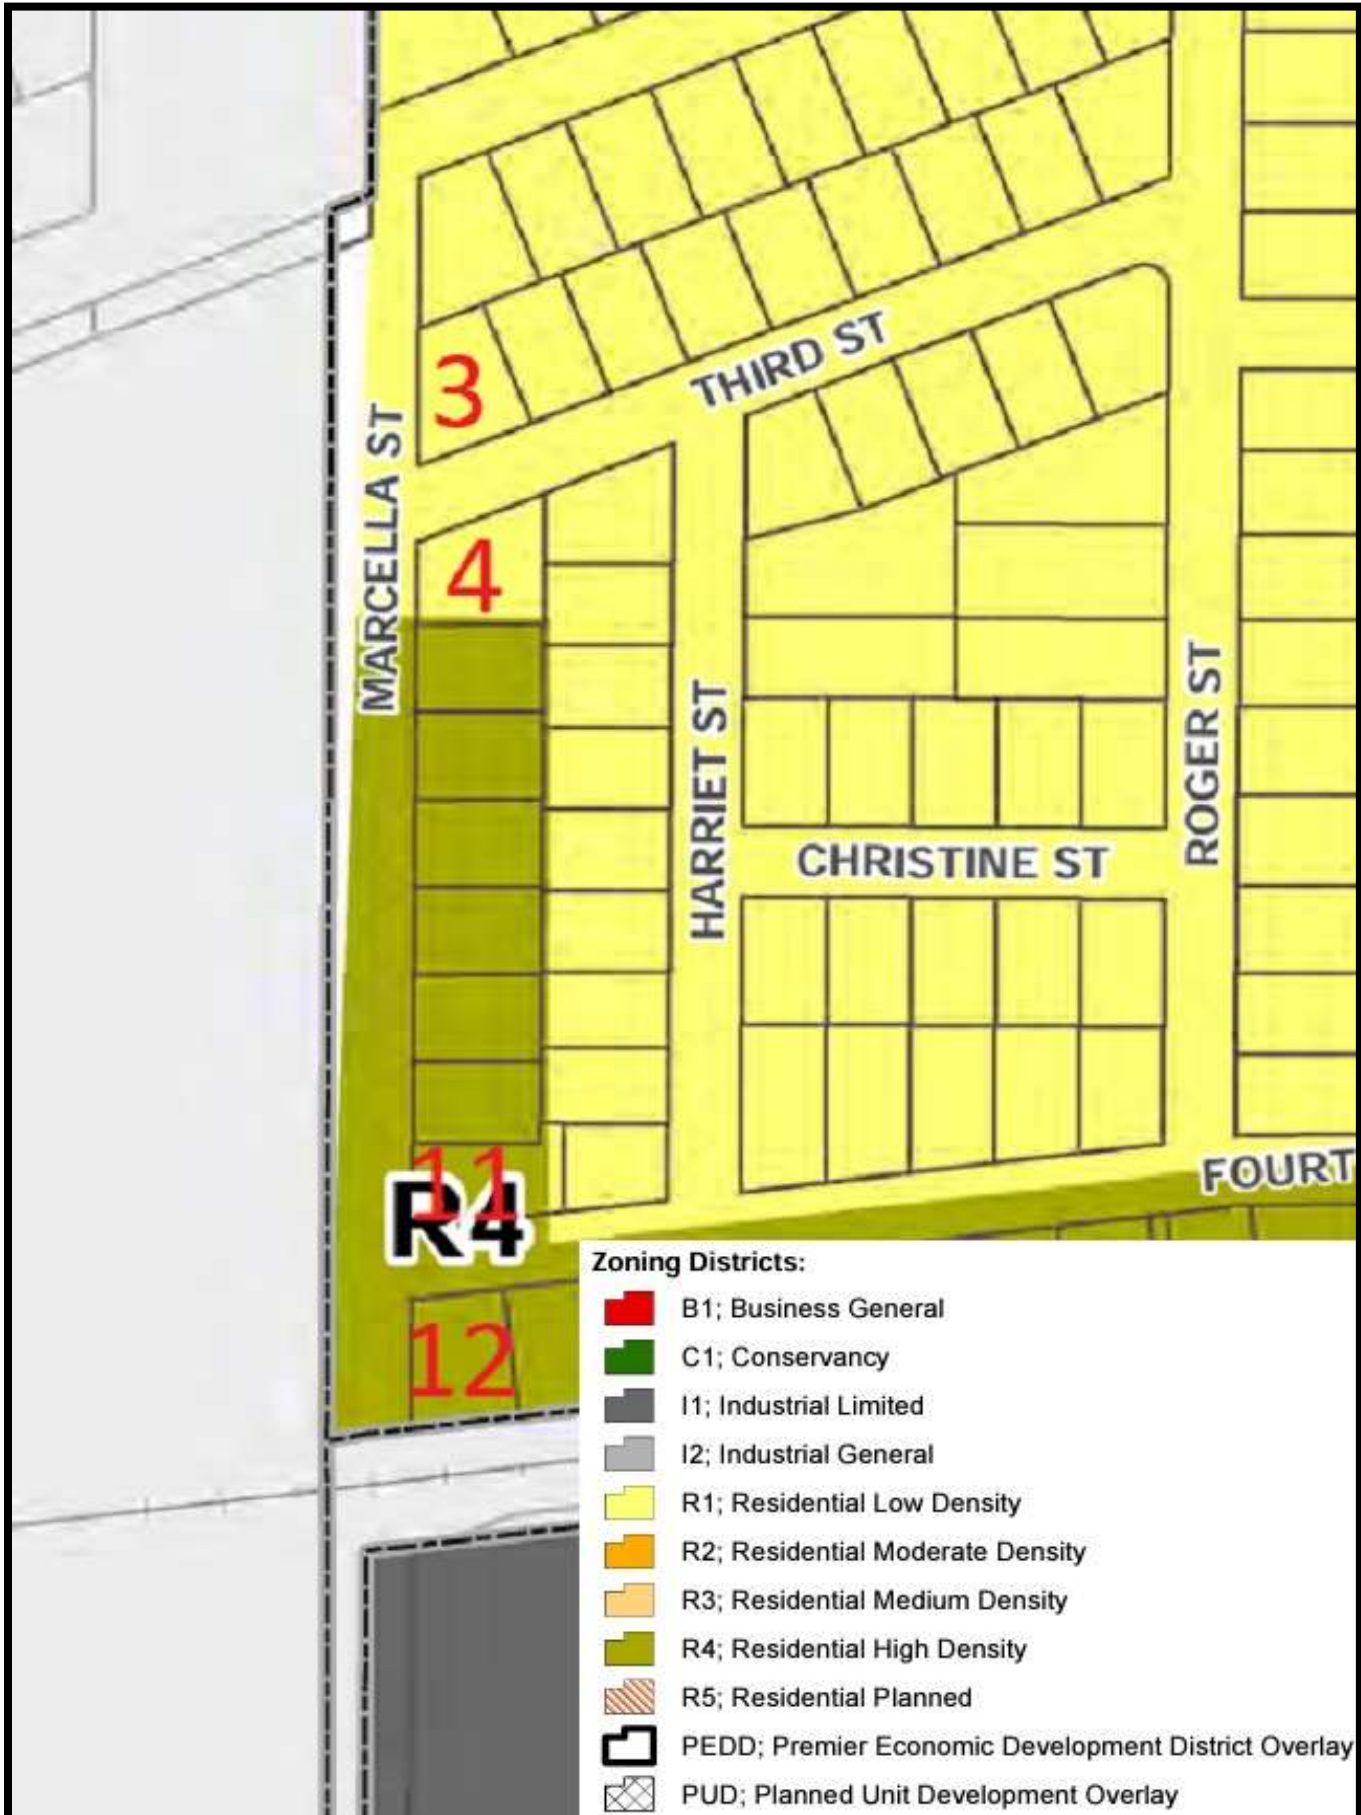 THIRD ST
3
MARCELLA ST
4
HARRIET ST
ROGER ST
CHRISTINE ST
FOURT
11
R4
12
Zoning Districts:
B1; Business General
C1; Conservancy
I1; Industrial Limited
I2; Industrial General
R1; Residential Low Density
R2; Residential Moderate Density
R3; Residential Medium Density
R4; Residential High Density
R5; Residential Planned
PEDD; Premier Economic Development District Overlay
PUD; Planned Unit Development Overlay